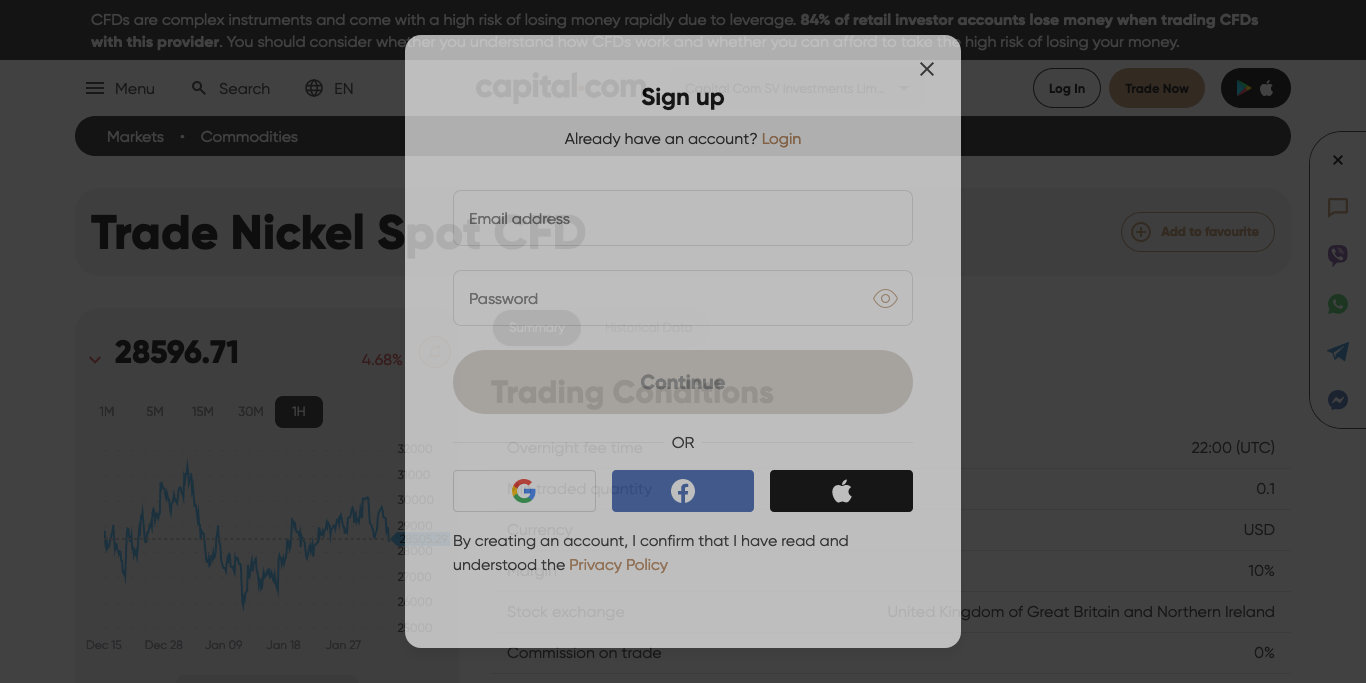 CFDs are complex instruments and come with a high risk of losing money rapidly due to leverage. 84% of retail investor accounts lose money when trading CFDs
with this provider. You should consider whether you understand how CFDs work and whether you can afford to take the high risk of losing your money.
Menu
Search
EN
capital.com
Capital Com SV Investments Lim...
Log In
Trade Now
Markets • Commodities
Trade Nickel Spot CFD
Add to favourite
28596.71
4.68%
1M 5M 15M 30M 1H
32000
31000
30000
29000
28000
27000
26000
25000
Dec 15 Dec 28 Jan 09 Jan 18 Jan 27
Summary
Historical Data
Trading Conditions
Overnight fee time 22:00 (UTC)
traded quantity 0.1
Currency USD
Margin 10%
Stock exchange United Kingdom of Great Britain and Northern Ireland
Commission on trade 0%
Sign up
Already have an account? Login
Email address
Password
Continue
OR
By creating an account, I confirm that I have read and
understood the Privacy Policy